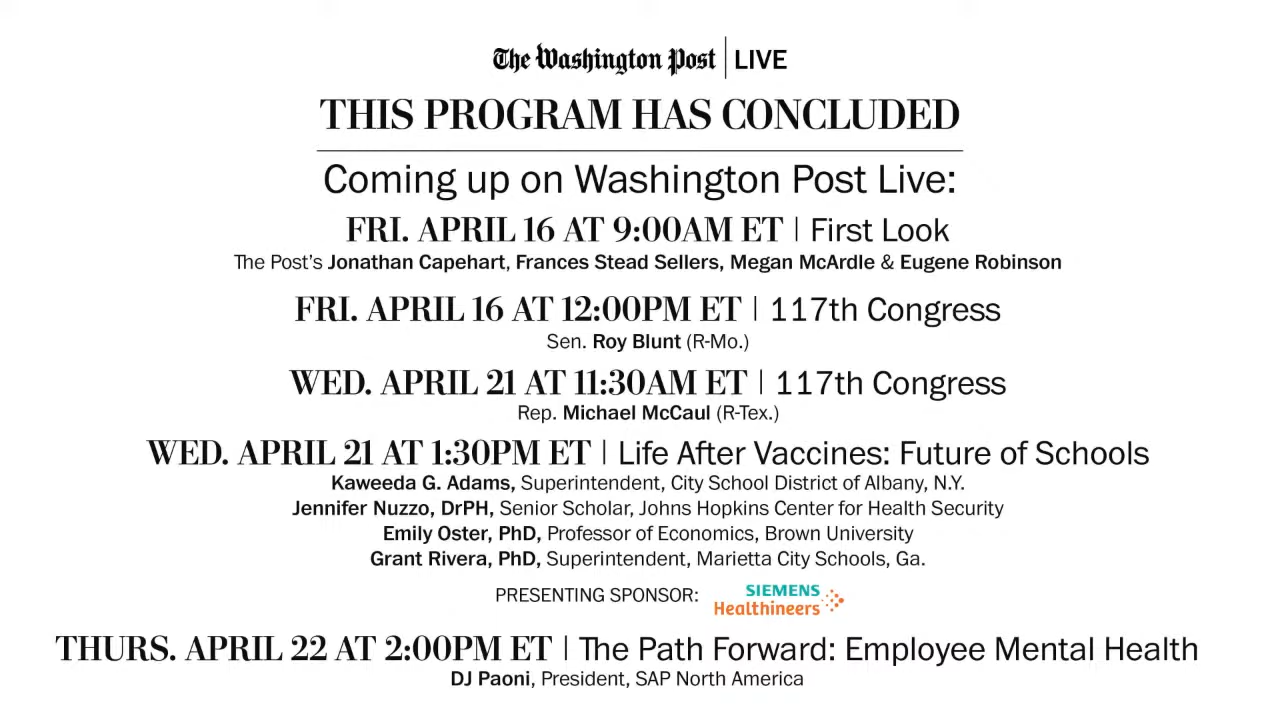 The Washington Post | LIVE
THIS PROGRAM HAS CONCLUDED
Coming up on Washington Post Live:
FRI. APRIL 16 AT 9:00AM ET | First Look
The Post's Jonathan Capehart, Frances Stead Sellers, Megan McArdle & Eugene Robinson
FRI. APRIL 16 AT 12:00PM ET | 117th Congress
Sen. Roy Blunt (R-Mo.)
WED. APRIL 21 AT 11:30AM ET | 117th Congress
Rep. Michael McCaul (R-Tex.)
WED. APRIL 21 AT 1:30PM ET | Life After Vaccines: Future of Schools
Kaweeda G. Adams, Superintendent, City School District of Albany, N.Y.
Jennifer Nuzzo, DrPH, Senior Scholar, Johns Hopkins Center for Health Security
Emily Oster, PhD, Professor of Economics, Brown University
Grant Rivera, PhD, Superintendent, Marietta City Schools, Ga.
PRESENTING SPONSOR: SIEMENS
Healthineers
THURS. APRIL 22 AT 2:00PM ET | The Path Forward: Employee Mental Health
DJ Paoni, President, SAP North America